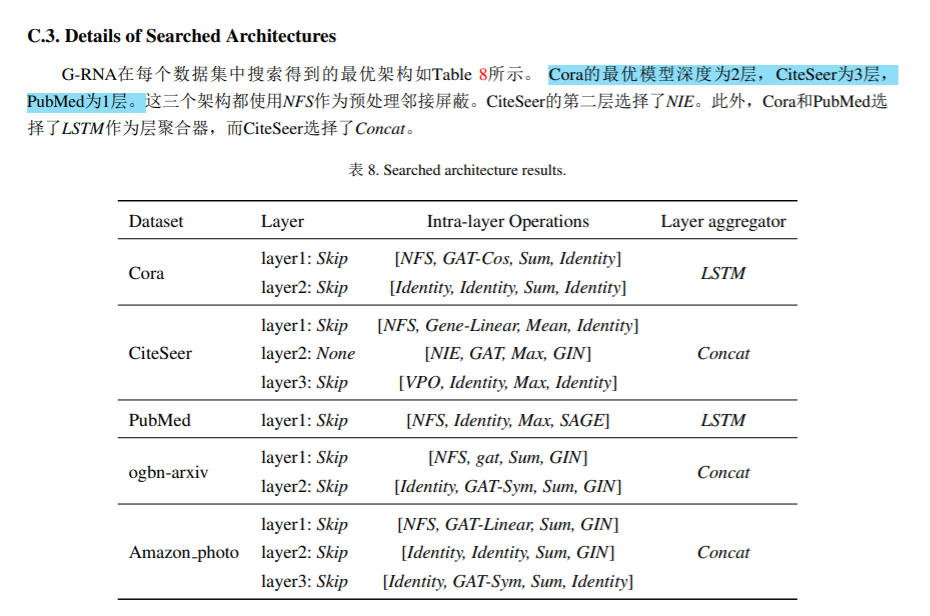 C.3. Details of Searched Architectures
G-RNA在每个数据集中搜索得到的最优架构如Table 8所示。 Cora的最优模型深度为2层，CiteSeer为3层，
PubMed为1层。这三个架构都使用NFS作为预处理邻接屏蔽。CiteSeer的第二层选择了NIE。此外，Cora和PubMed选
择了LSTM作为层聚合器，而CiteSeer选择了Concat。
表 8. Searched architecture results.
Dataset Layer Intra-layer Operations Layer aggregator
Cora layer1: Skip [NFS, GAT-Cos, Sum, Identity] LSTM
layer2: Skip [Identity, Identity, Sum, Identity]
CiteSeer layer1: Skip [NFS, Gene-Linear, Mean, Identity] Concat
layer2: None [NIE, GAT, Max, GIN]
layer3: Skip [VPO, Identity, Max, Identity]
PubMed layer1: Skip [NFS, Identity, Max, SAGE] LSTM
ogbn-arxiv layer1: Skip [NFS, gat, Sum, GIN] Concat
layer2: Skip [Identity, GAT-Sym, Sum, GIN]
Amazon_photo layer1: Skip [NFS, GAT-Linear, Sum, GIN] Concat
layer2: Skip [Identity, Identity, Sum, GIN]
layer3: Skip [Identity, GAT-Sym, Sum, Identity]